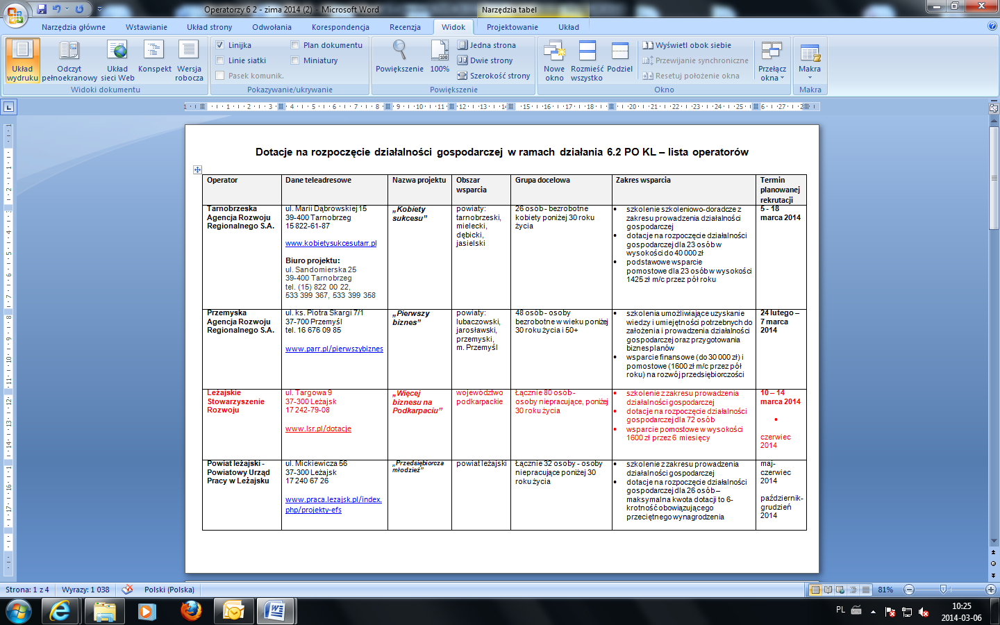 Operatorzy 6 2 - zima 2014 (2) - Microsoft Word
Narzędzia tabel
Narzędzia główne
Wstawianie
Układ strony
Odwołania
Korespondencja
Recenzja
Widok
Projektowanie
Układ
Układ wydruku
Odczyt pełnoekranowy
Układ sieci Web
Konspekt
Wersja robocza
Widoki dokumentu
Linijka
Linie siatki
Pasek komunik.
Plan dokumentu
Miniatury
Pokazywanie/ukrywanie
Powiększenie
100%
Jedna strona
Dwie strony
Szerokość strony
Powiększenie
Nowe okno
Rozmieść wszystko
Podziel
Wyświetl obok siebie
Przewijanie synchroniczne
Resetuj położenie okna
Przełącz okna
Okno
Makra
Makra
Dotacje na rozpoczęcie działalności gospodarczej w ramach działania 6.2 PO KL – lista operatorów
Operator
Dane teleadresowe
Nazwa projektu
Obszar
wsparcia
Grupa docelowa
Zakres wsparcia
Termin
planowanej
rekrutacji
Tarnobrzeska
Agencja Rozwoju
Regionalnego S.A.
ul. Marii Dąbrowskiej 15
39-400 Tarnobrzeg
15 822-61-87
www.kobietysukcesutarr.pl
Biuro projektu:
ul. Sandomierska 25
39-400 Tarnobrzeg
tel. (15) 822 00 22,
533 399 367, 533 399 358
„Kobiety
sukcesu”
powiaty:
tarnobrzeski,
mielecki,
dębicki,
jasielski
26 osób - bezrobotne
kobiety poniżej 30 roku
życia
• szkolenie szkoleniowo-doradcze z
zakresu prowadzenia działalności
gospodarczej
• dotacje na rozpoczęcie działalności
gospodarczej dla 23 osób w
wysokości do 40 000 zł
• podstawowe wsparcie
pomostowe dla 23 osób w wysokości
1425 zł m/c przez pół roku
5 - 18
marca 2014
Przemyska
Agencja Rozwoju
Regionalnego S.A.
ul. ks. Piotra Skargi 7/1
37-700 Przemyśl
tel. 16 676 09 85
www.parr.pl/pierwszybiznes
„Pierwszy
biznes”
powiaty:
lubaczowski,
jarosławski,
przemyski,
m. Przemyśl
48 osób - osoby
bezrobotne w wieku poniżej
30 roku życia i 50+
• szkolenia umożliwiające uzyskanie
wiedzy i umiejętności potrzebnych do
założenia i prowadzenia działalności
gospodarczej oraz przygotowania
biznesplanów
• wsparcie finansowe (do 30 000 zł) i
pomostowe (1600 zł m/c przez pół
roku) na rozwój przedsiębiorczości
24 lutego –
7 marca
2014
Leżajskie
Stowarzyszenie
Rozwoju
ul. Targowa 9
37-300 Leżajsk
17 242-79-08
www.lsr.pl/dotacje
„Więcej
biznesu na
Podkarpaciu”
województwo
podkarpackie
Łącznie 80 osób -
osoby niepracujące, poniżej
30 roku życia
• szkolenie z zakresu prowadzenia
działalności gospodarczej
• dotacje na rozpoczęcie działalności
gospodarczej dla 72 osób
• wsparcie pomostowe w wysokości
1600 zł przez 6 miesięcy
10 – 14
marca 2014
•
czerwiec
2014
Powiat leżajski -
Powiatowy Urząd
Pracy w Leżajsku
ul. Mickiewicza 56
37-300 Leżajsk
17 240 67 26
www.praca.lezajsk.pl/index.
php/projekty-efs
„Przedsiębiorcza
młodzież”
powiat leżajski
Łącznie 32 osoby - osoby
niepracujące poniżej 30
roku życia
• szkolenie z zakresu prowadzenia
działalności gospodarczej
• dotacje na rozpoczęcie działalności
gospodarczej dla 26 osób –
maksymalna kwota dotacji to 6-
krotność obowiązującego
przeciętnego wynagrodzenia
maj-
czerwiec
2014
październik-
grudzień
2014
Strona: 1 z 4
Wyrazy: 1 038
Polski (Polska)
81%
PL
10:25
2014-03-06